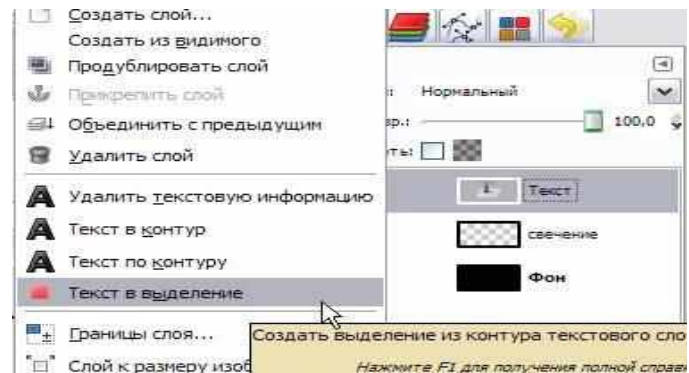 Создать слой...
Создать из видимого
Продублировать слой
Прикрепить слой
Объединить с предыдущим
Удалить слой
Удалить текстовую информацию
Текст в контур
Текст по контуру
Текст в выделение
Границы слоя...
Слой к размеру изоб
Нормальный
100,0
Текст
свечение
Фон
Создать выделение из контура текстового сло
Нажмите F1 для получения полной справк